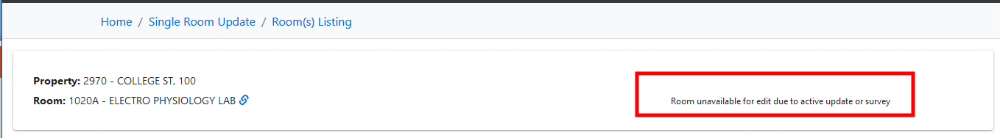 Home / Single Room Update / Room(s) Listing
Property: 2970 - COLLEGE ST, 100
Room: 1020A - ELECTRO PHYSIOLOGY LAB
Room unavailable for edit due to active update or survey